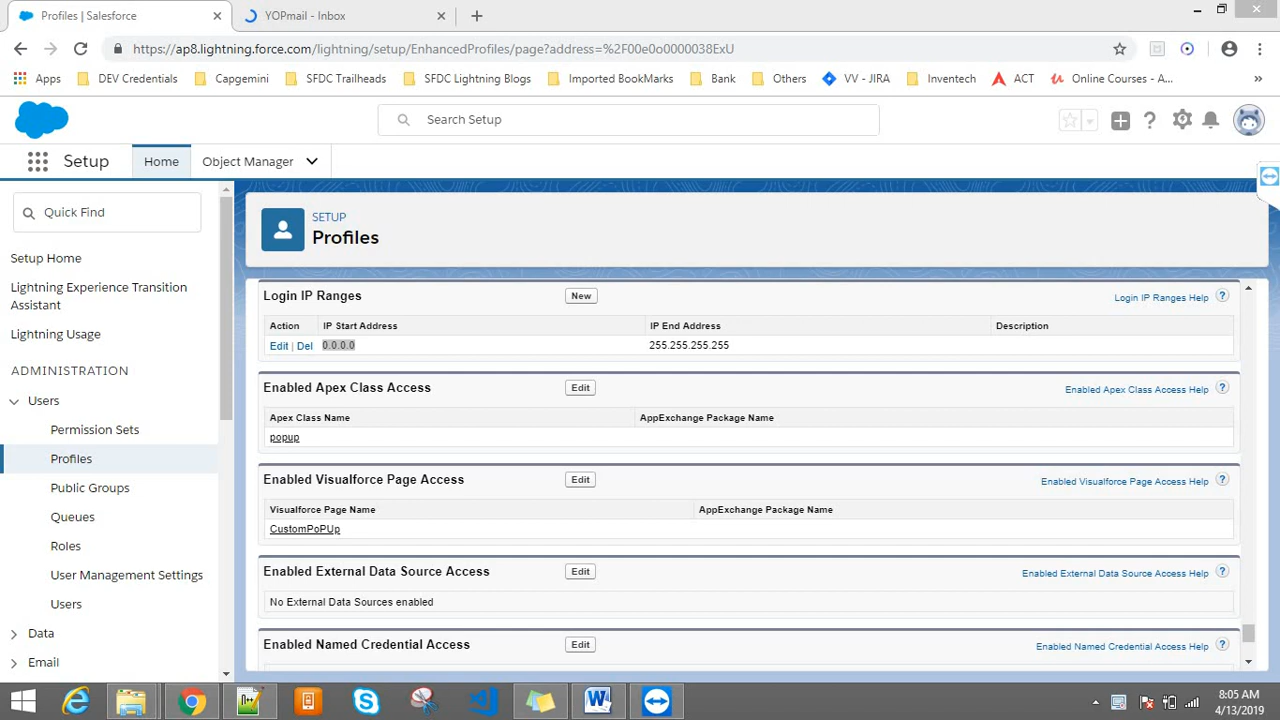 Profiles | Salesforce
YOPmail - Inbox
https://ap8.lightning.force.com/lightning/setup/EnhancedProfiles/page?address=%2F00e0o0000038ExU
Apps DEV Credentials Capgemini SFDC Trailheads SFDC Lightning Blogs Imported BookMarks Bank Others VV - JIRA Inventech ACT Online Courses - A... »
Search Setup
Setup Home Object Manager
Quick Find
Setup Home
Lightning Experience Transition
Assistant
Lightning Usage
ADMINISTRATION
Users
Permission Sets
Profiles
Public Groups
Queues
Roles
User Management Settings
Users
Data
Email
SETUP
Profiles
Login IP Ranges New Login IP Ranges Help ?
Action IP Start Address IP End Address Description
Edit | Del 0.0.0.0 255.255.255.255
Enabled Apex Class Access Edit Enabled Apex Class Access Help ?
Apex Class Name AppExchange Package Name
popup
Enabled Visualforce Page Access Edit Enabled Visualforce Page Access Help ?
Visualforce Page Name AppExchange Package Name
CustomPoPUp
Enabled External Data Source Access Edit Enabled External Data Source Access Help ?
No External Data Sources enabled
Enabled Named Credential Access Edit Enabled Named Credential Access Help ?
8:05 AM
4/13/2019